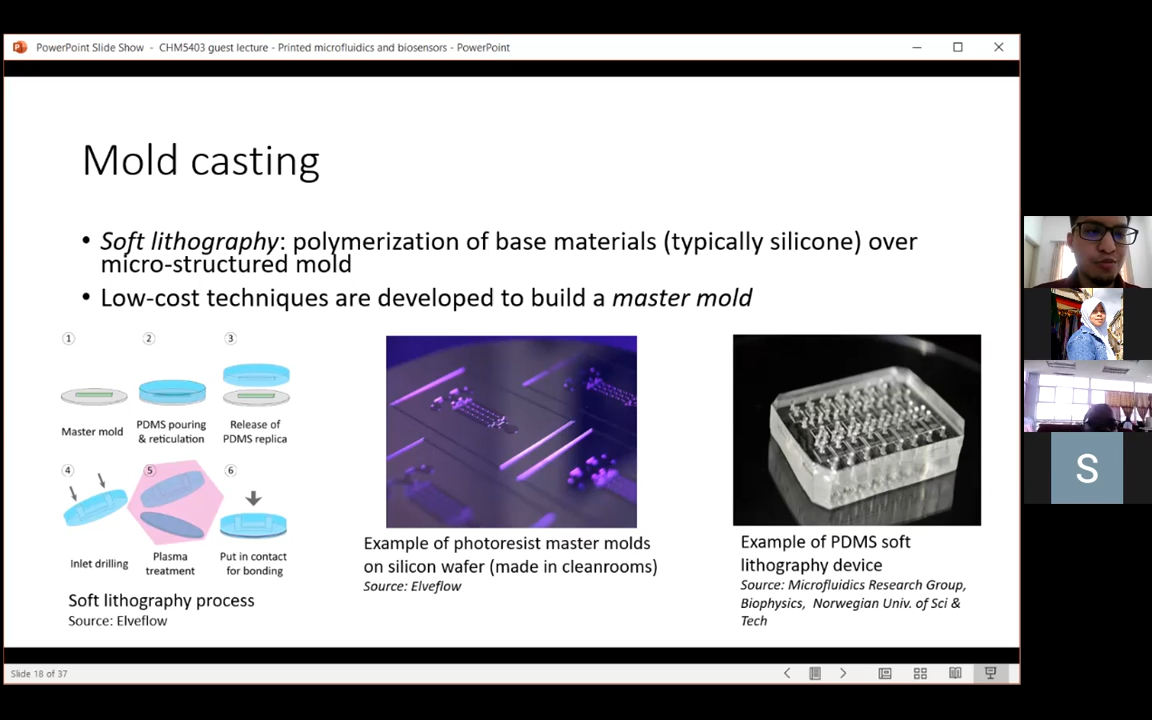 PowerPoint Slide Show - CHM5403 guest lecture - Printed microfluidics and biosensors - PowerPoint
Mold casting
• Soft lithography: polymerization of base materials (typically silicone) over
micro-structured mold
• Low-cost techniques are developed to build a master mold
1
2
3
Master mold
PDMS pouring
& reticulation
Release of
PDMS replica
4
5
6
Inlet drilling
Plasma
treatment
Put in contact
for bonding
Soft lithography process
Source: Elveflow
Example of photoresist master molds
on silicon wafer (made in cleanrooms)
Source: Elveflow
Example of PDMS soft
lithography device
Source: Microfluidics Research Group,
Biophysics, Norwegian Univ. of Sci &
Tech
S
Slide 18 of 37